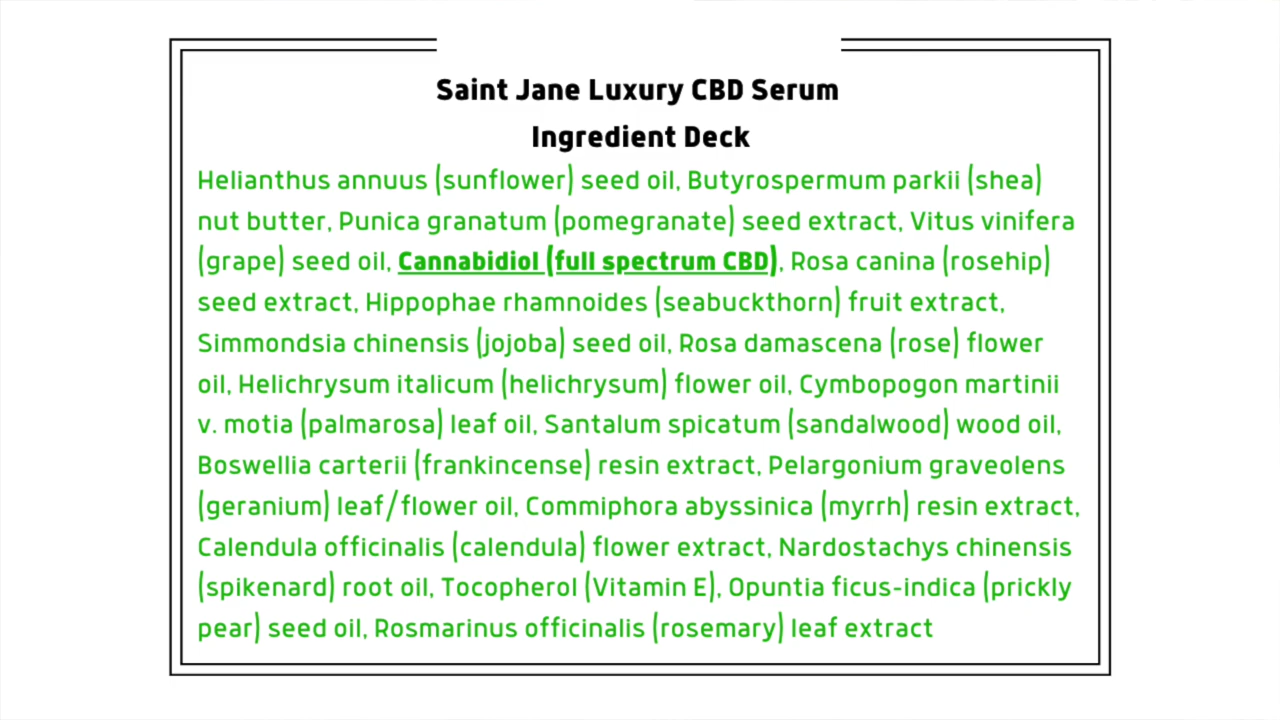 Saint Jane Luxury CBD Serum
Ingredient Deck
Helianthus annuus (sunflower) seed oil, Butyrospermum parkii (shea)
nut butter, Punica granatum (pomegranate) seed extract, Vitus vinifera
(grape) seed oil, Cannabidiol (full spectrum CBD), Rosa canina (rosehip)
seed extract, Hippophae rhamnoides (seabuckthorn) fruit extract,
Simmondsia chinensis (jojoba) seed oil, Rosa damascena (rose) flower
oil, Helichrysum italicum (helichrysum) flower oil, Cymbopogon martinii
v. motia (palmarosa) leaf oil, Santalum spicatum (sandalwood) wood oil,
Boswellia carterii (frankincense) resin extract, Pelargonium graveolens
(geranium) leaf/flower oil, Commiphora abyssinica (myrrh) resin extract,
Calendula officinalis (calendula) flower extract, Nardostachys chinensis
(spikenard) root oil, Tocopherol (Vitamin E), Opuntia ficus-indica (prickly
pear) seed oil, Rosmarinus officinalis (rosemary) leaf extract